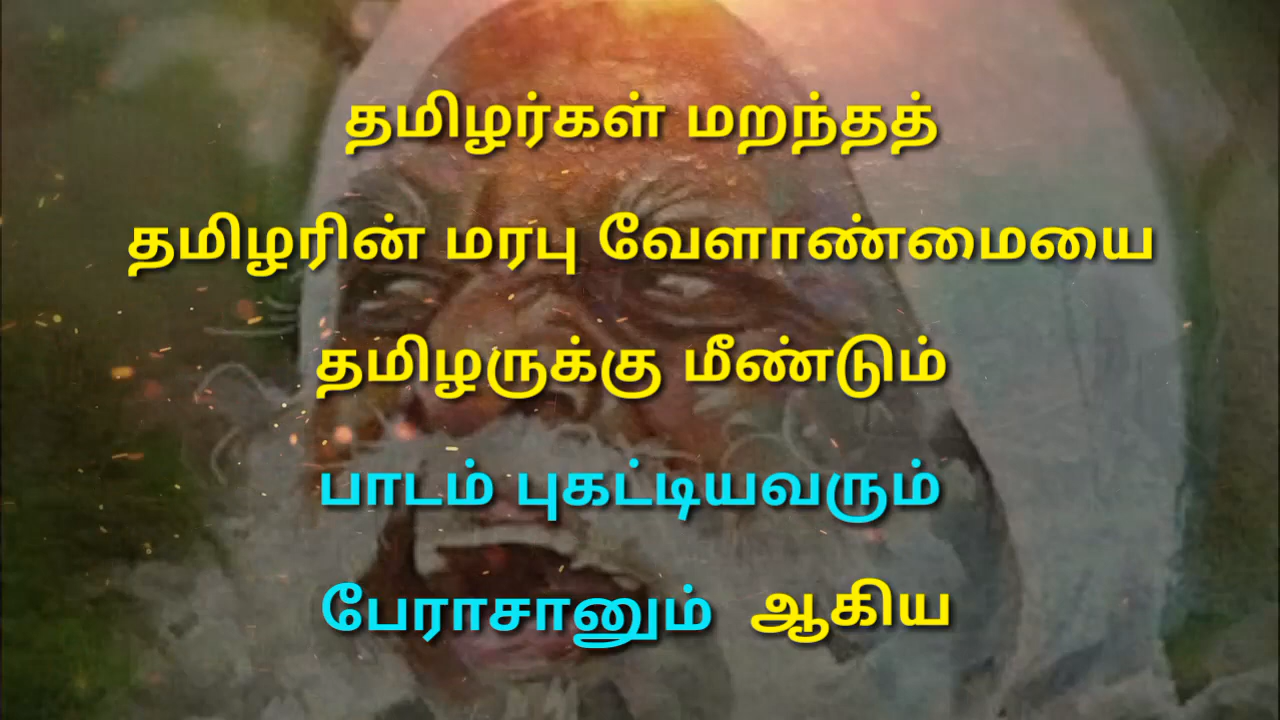 தமிழர்கள் மறந்தத்
தமிழரின் மரபு வேளாண்மையை
தமிழருக்கு மீண்டும்
பாடம் புகட்டியவரும்
பேராசானும் ஆகிய